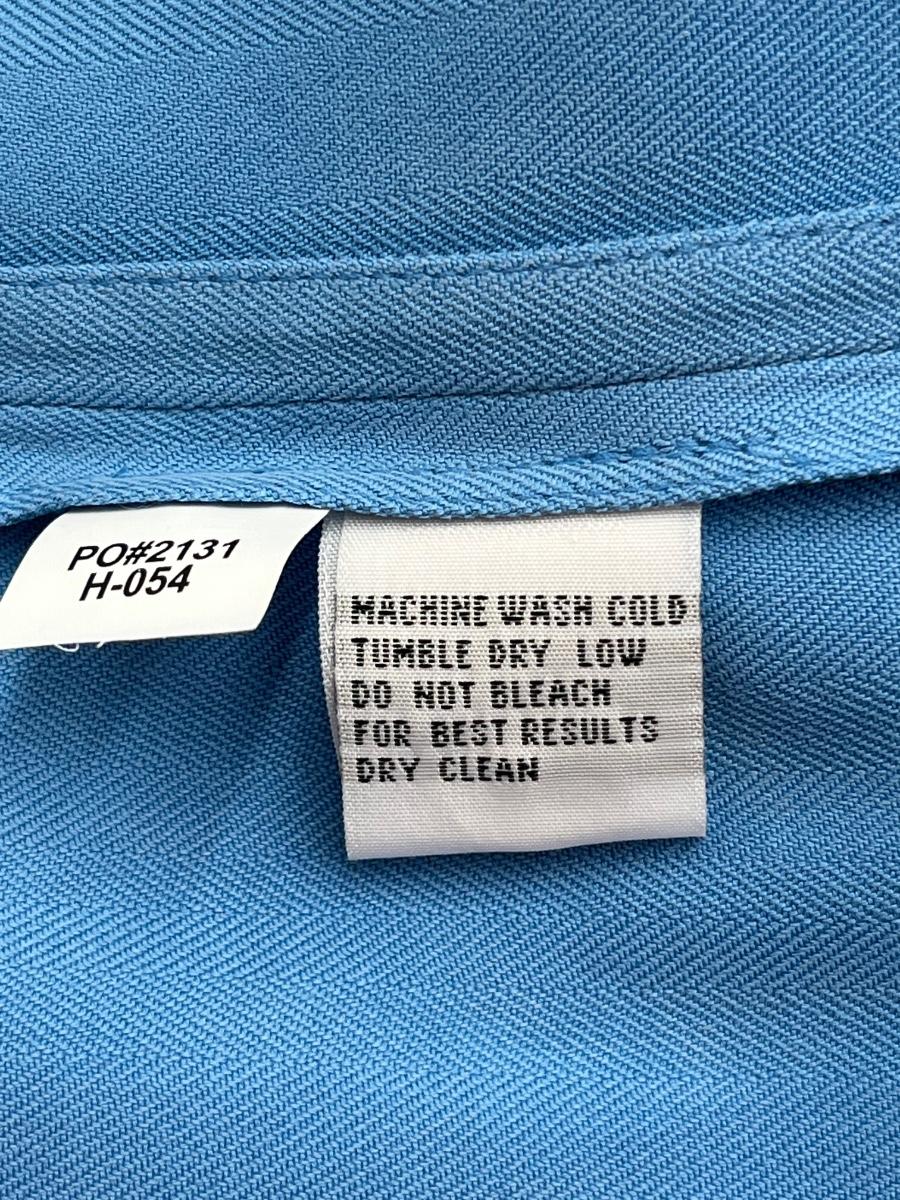 PO#2131
H-054
MACHINE WASH COLD
TUMBLE DRY LOW
DO NOT BLEACH
FOR BEST RESULTS
DRY CLEAN